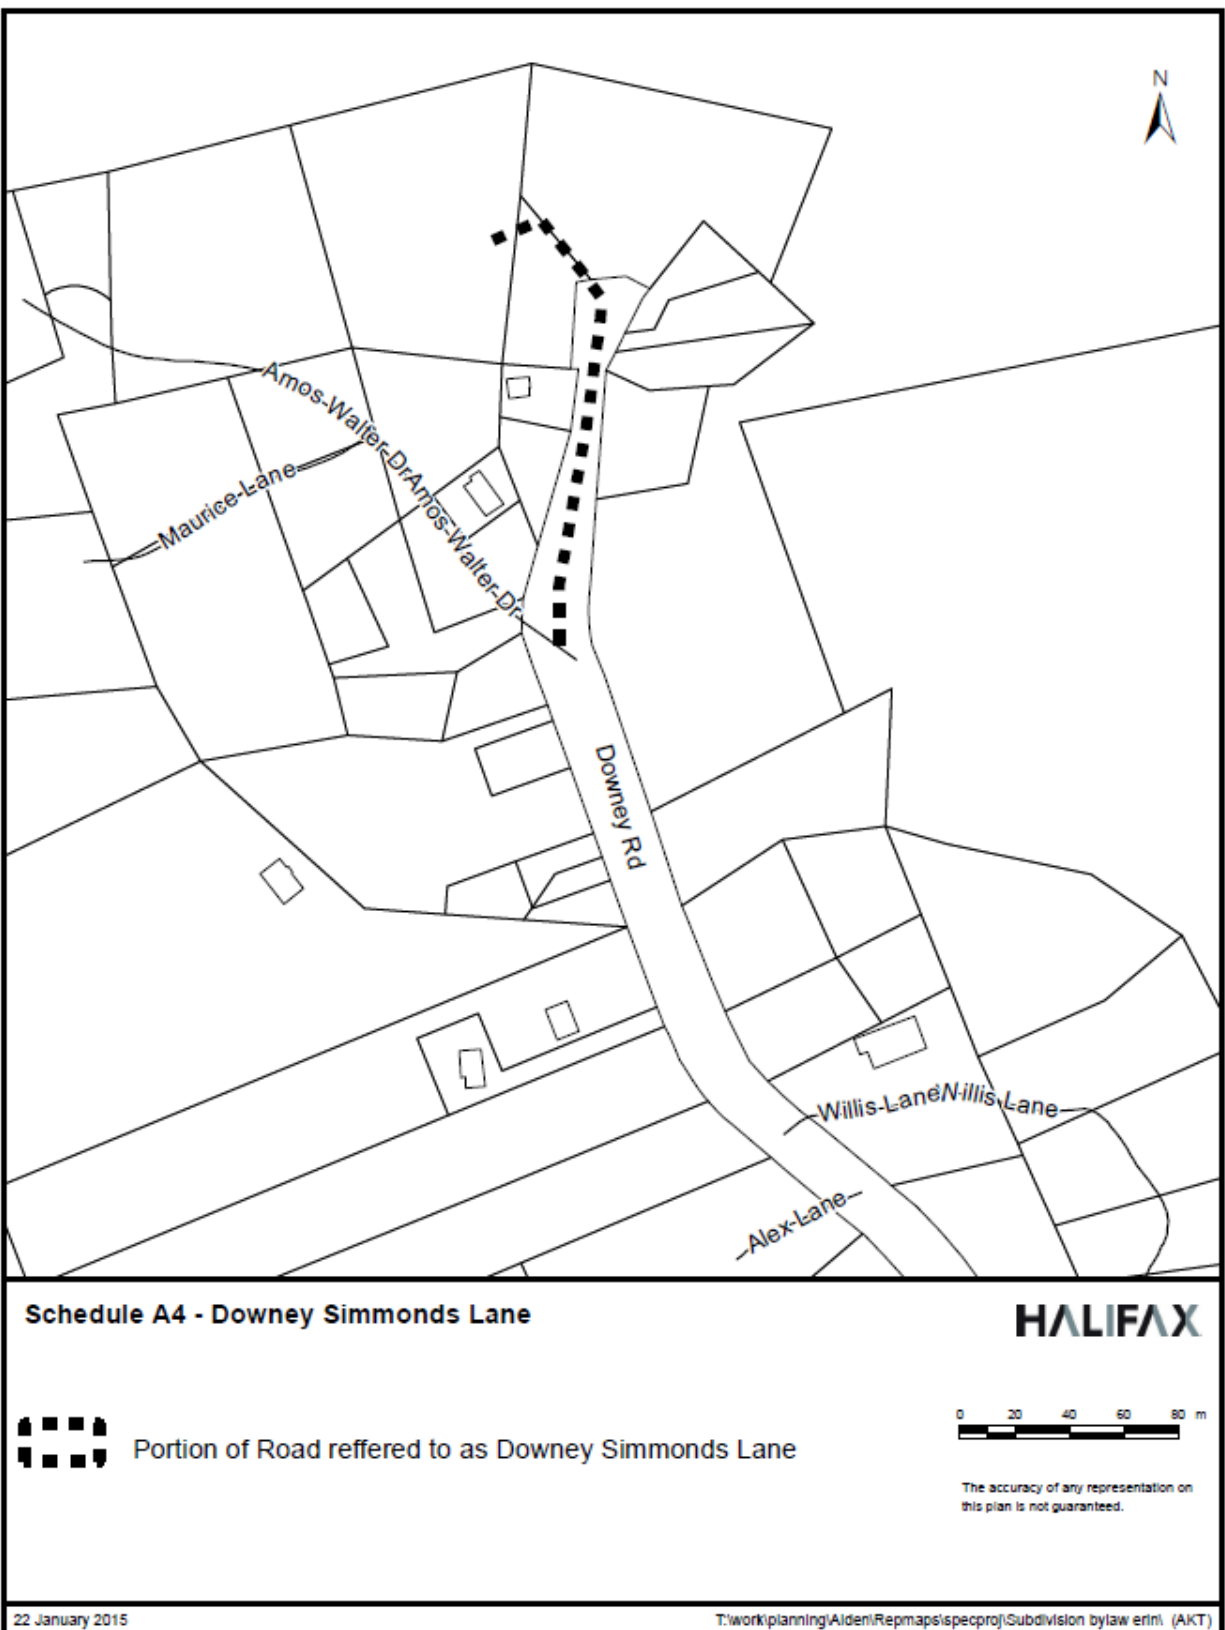 N
Amos-Walter-Dr
Amos-Walter-Dr
Maurice-Lane
Downey Rd
Willis-Lane
Willis Lane
Alex-Lane
Schedule A4 - Downey Simmonds Lane
HALIFAX
0 20 40 60 80 m
Portion of Road reffered to as Downey Simmonds Lane
The accuracy of any representation on
this plan is not guaranteed.
22 January 2015
T:\work\planning\Alden\Repmaps\specproj\Subdivision bylaw erin\ (AKT)